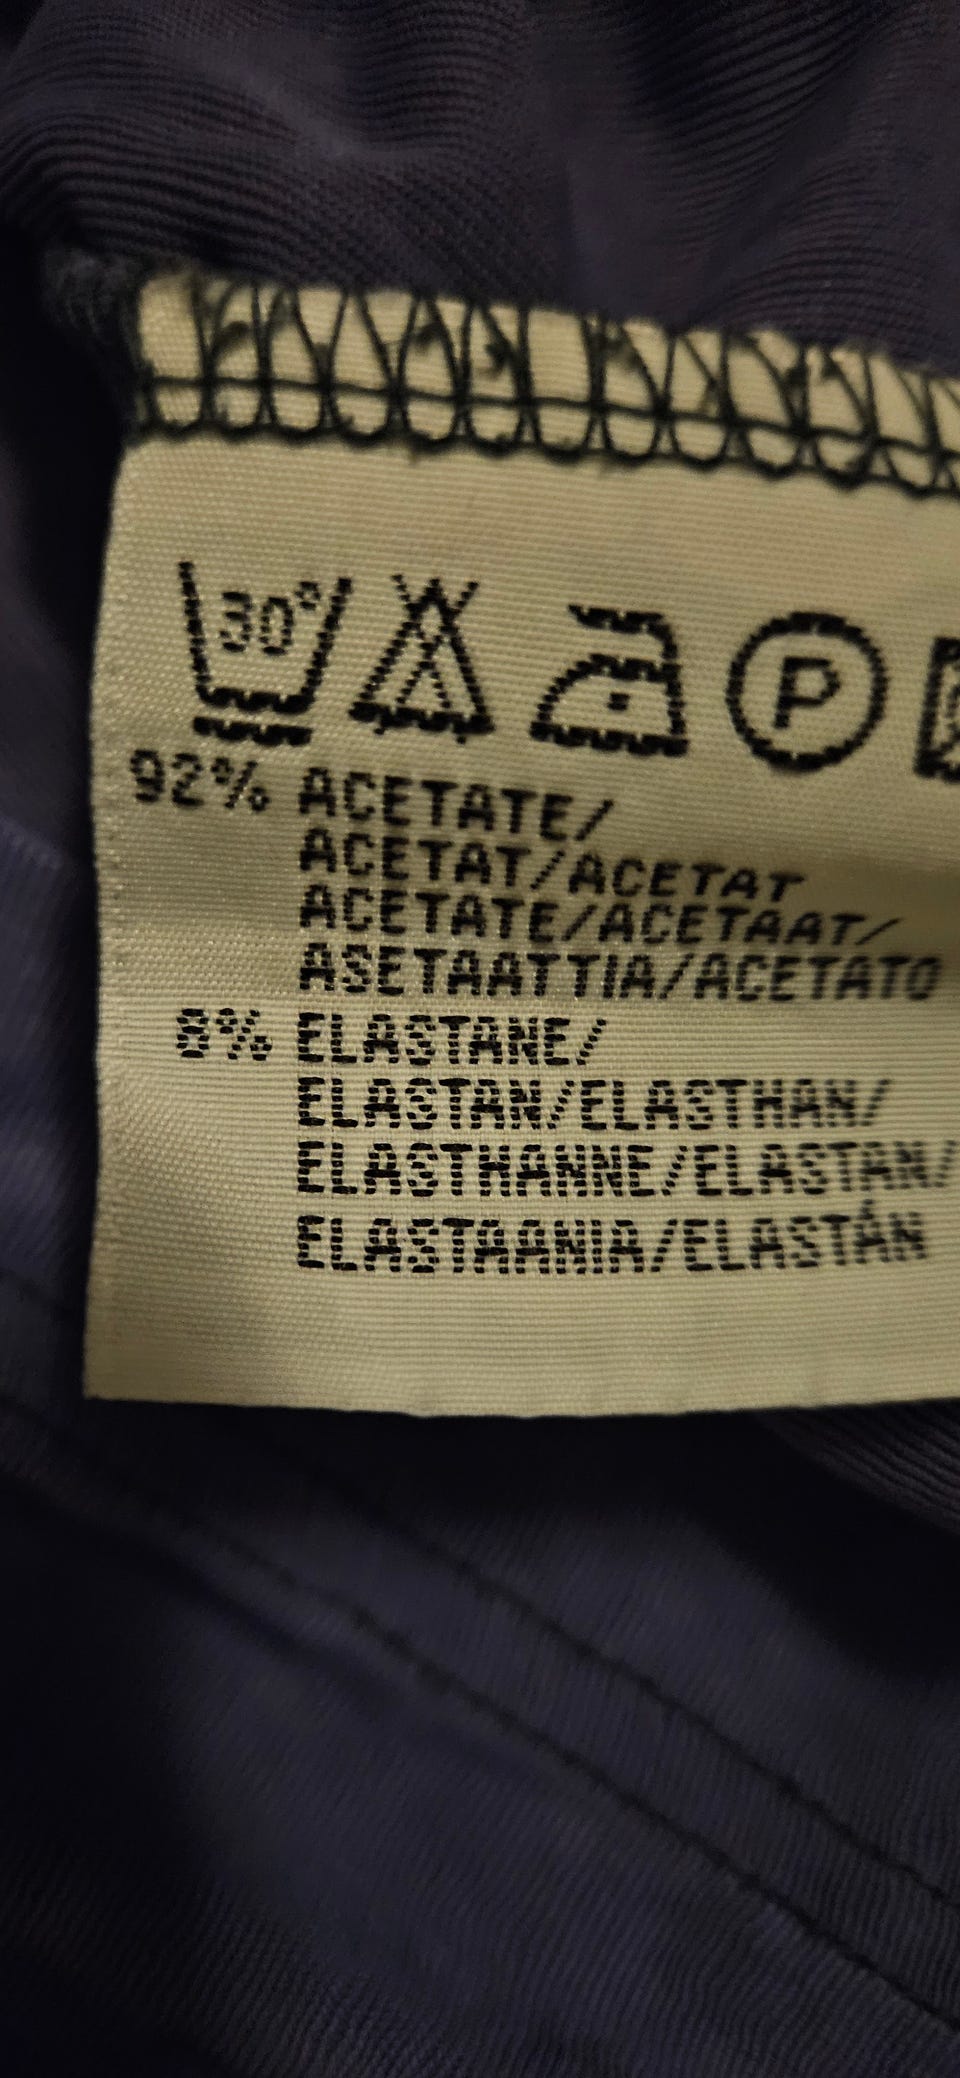 30°
P
92% ACETATE/
ACETAT/ACETAT
ACETATE/ACETAAT/
ASETAATTIA/ACETATO
8% ELASTANE/
ELASTAN/ELASTHAN/
ELASTHANNE/ELASTAN/
ELASTAANIA/ELASTÁN